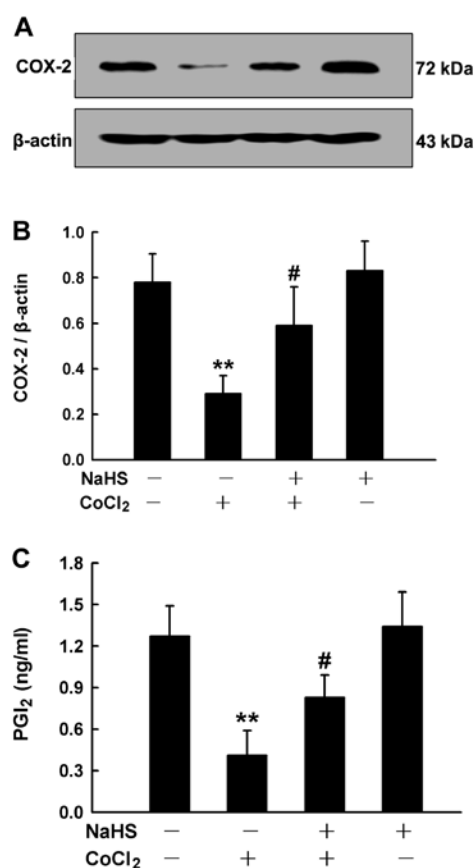 A
COX-2 72 kDa
β-actin 43 kDa
B
COX-2 / β-actin
1.0
0.8
0.6
0.4
0.2
0.0
**
#
NaHS − − + +
CoCl₂ − + + −
C
PGI₂ (ng/ml)
1.8
1.5
1.2
0.9
0.6
0.3
0.0
**
#
NaHS − − + +
CoCl₂ − + + −